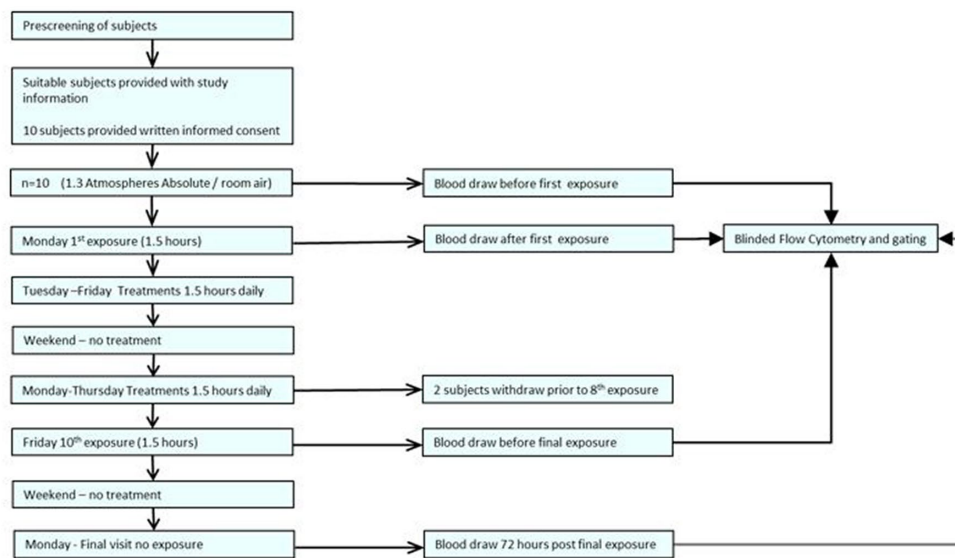 Prescreening of subjects
Suitable subjects provided with study
information
10 subjects provided written informed consent
n=10 (1.3 Atmospheres Absolute / room air)
Blood draw before first exposure
Monday 1st exposure (1.5 hours)
Blood draw after first exposure
Blinded Flow Cytometry and gating
Tuesday –Friday Treatments 1.5 hours daily
Weekend – no treatment
Monday-Thursday Treatments 1.5 hours daily
2 subjects withdraw prior to 8th exposure
Friday 10th exposure (1.5 hours)
Blood draw before final exposure
Weekend – no treatment
Monday - Final visit no exposure
Blood draw 72 hours post final exposure